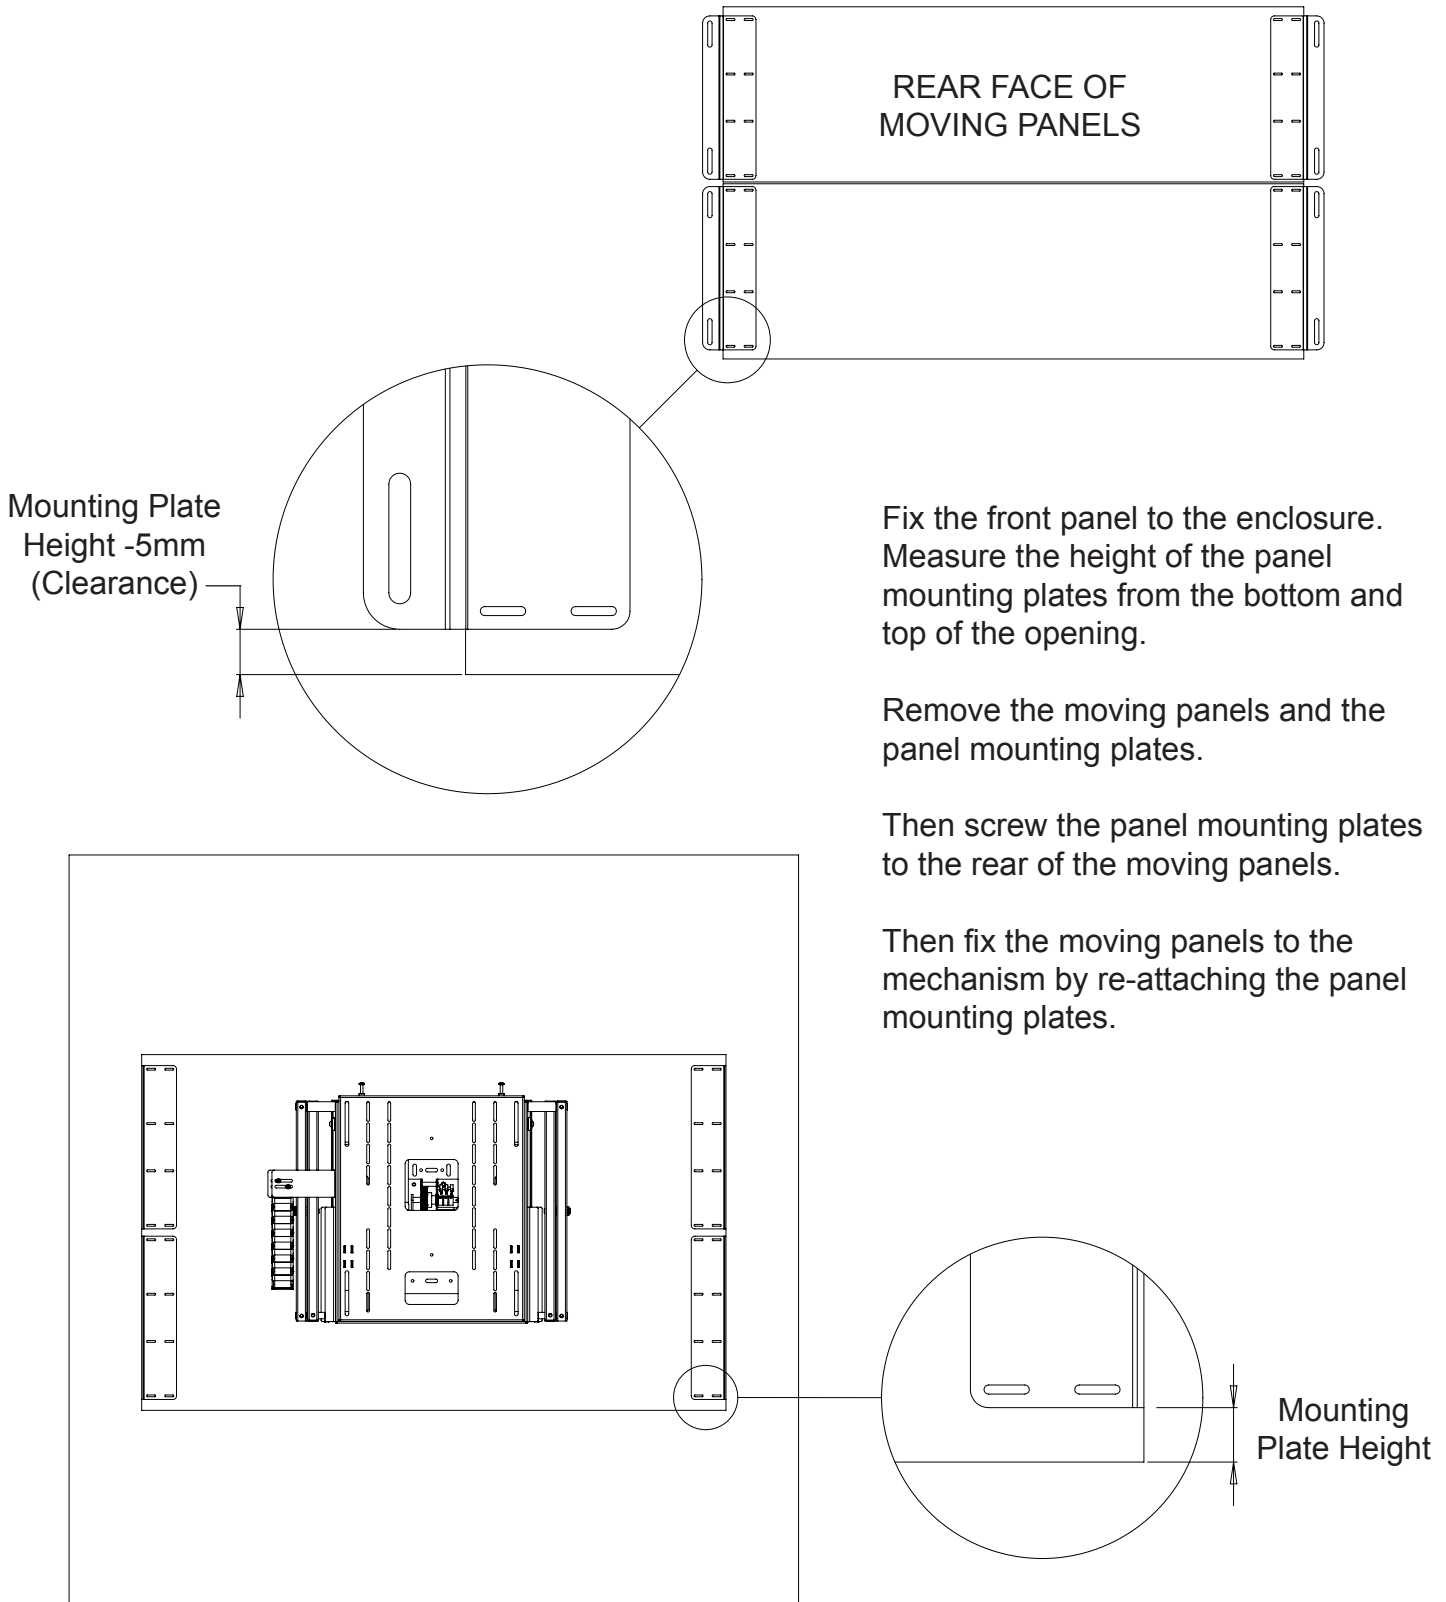 REAR FACE OF
MOVING PANELS
Mounting Plate
Height -5mm
(Clearance)
Fix the front panel to the enclosure.
Measure the height of the panel
mounting plates from the bottom and
top of the opening.
Remove the moving panels and the
panel mounting plates.
Then screw the panel mounting plates
to the rear of the moving panels.
Then fix the moving panels to the
mechanism by re-attaching the panel
mounting plates.
Mounting
Plate Height